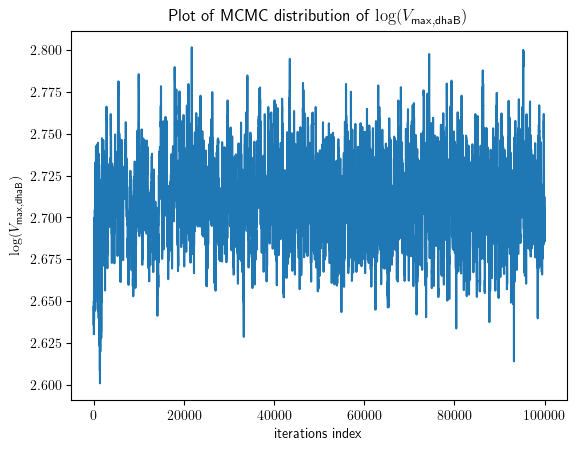 Plot of MCMC distribution of log(V_max,dhaB)
log(V_max,dhaB)
2.800
2.775
2.750
2.725
2.700
2.675
2.650
2.625
2.600
0 20000 40000 60000 80000 100000
iterations index